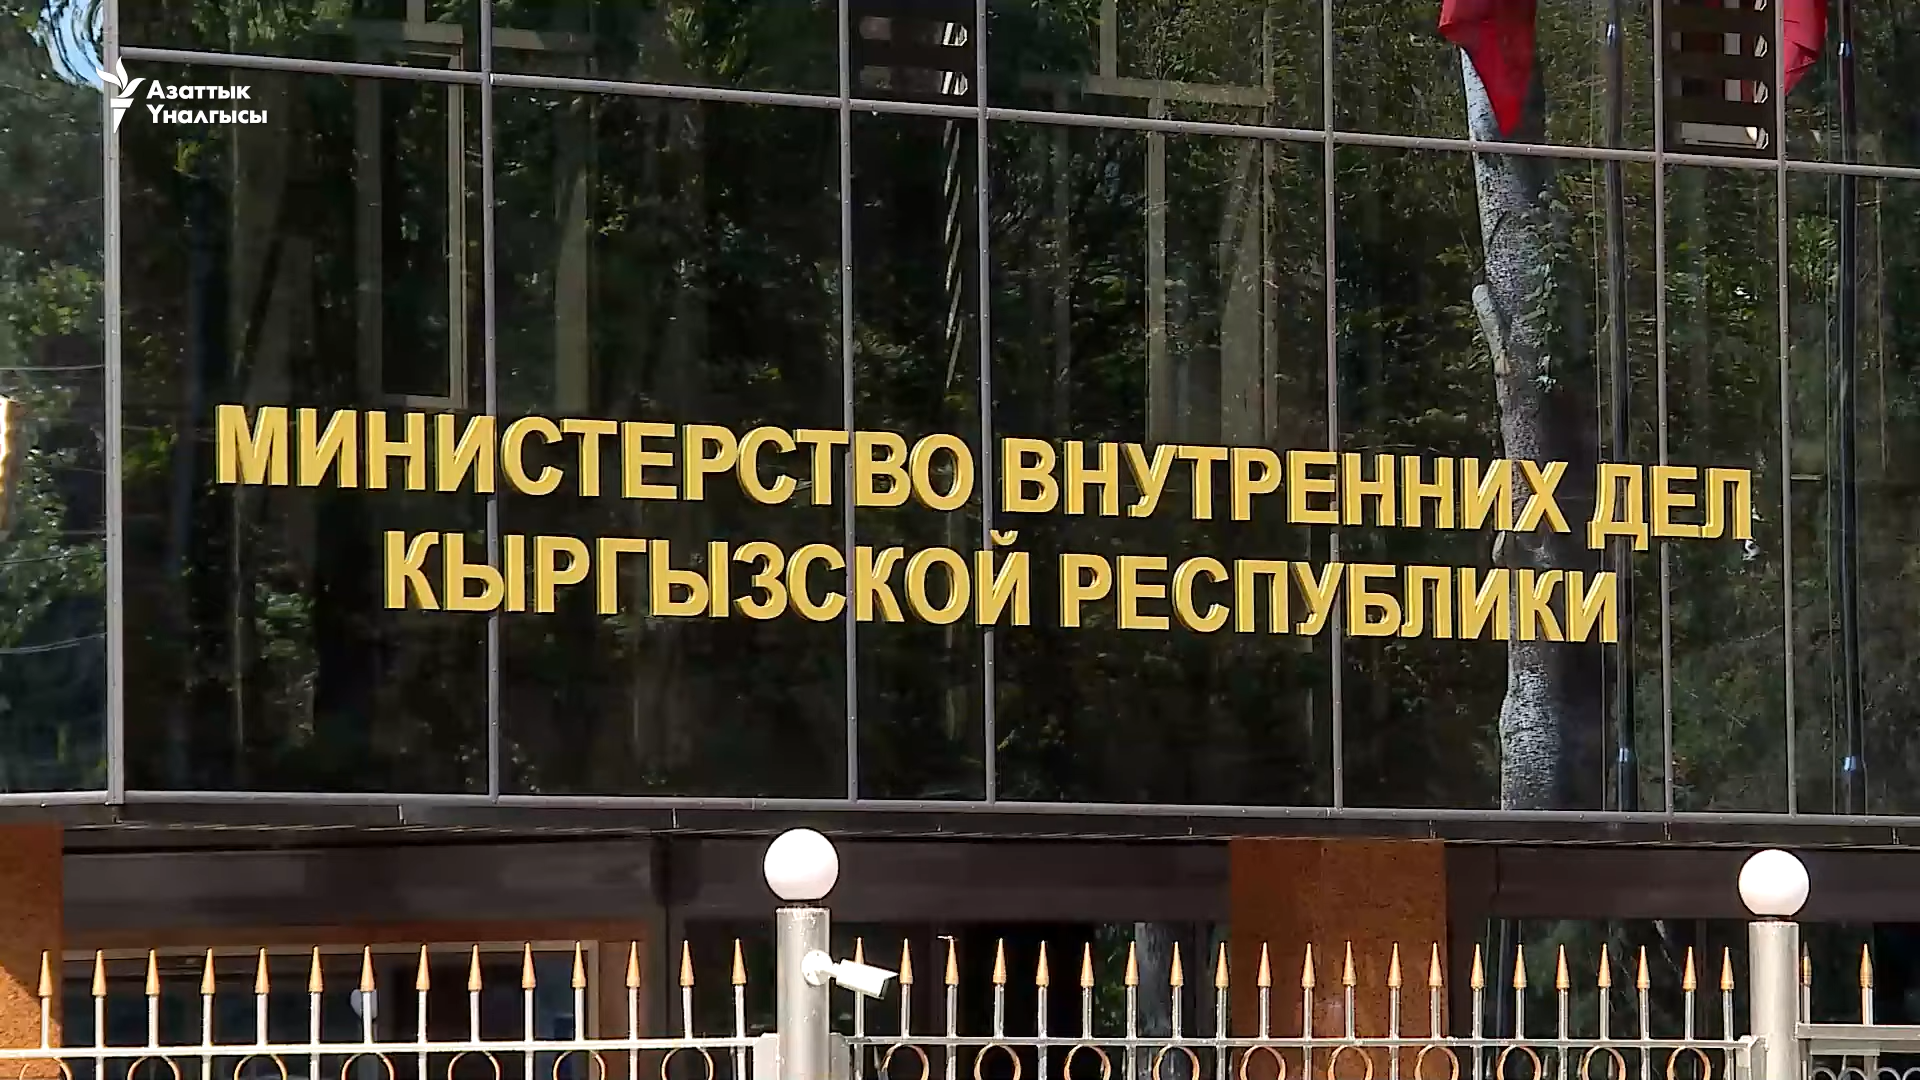 Азаттык
Үналгысы
МИНИСТЕРСТВО ВНУТРЕННИХ ДЕЛ
КЫРГЫЗСКОЙ РЕСПУБЛИКИ